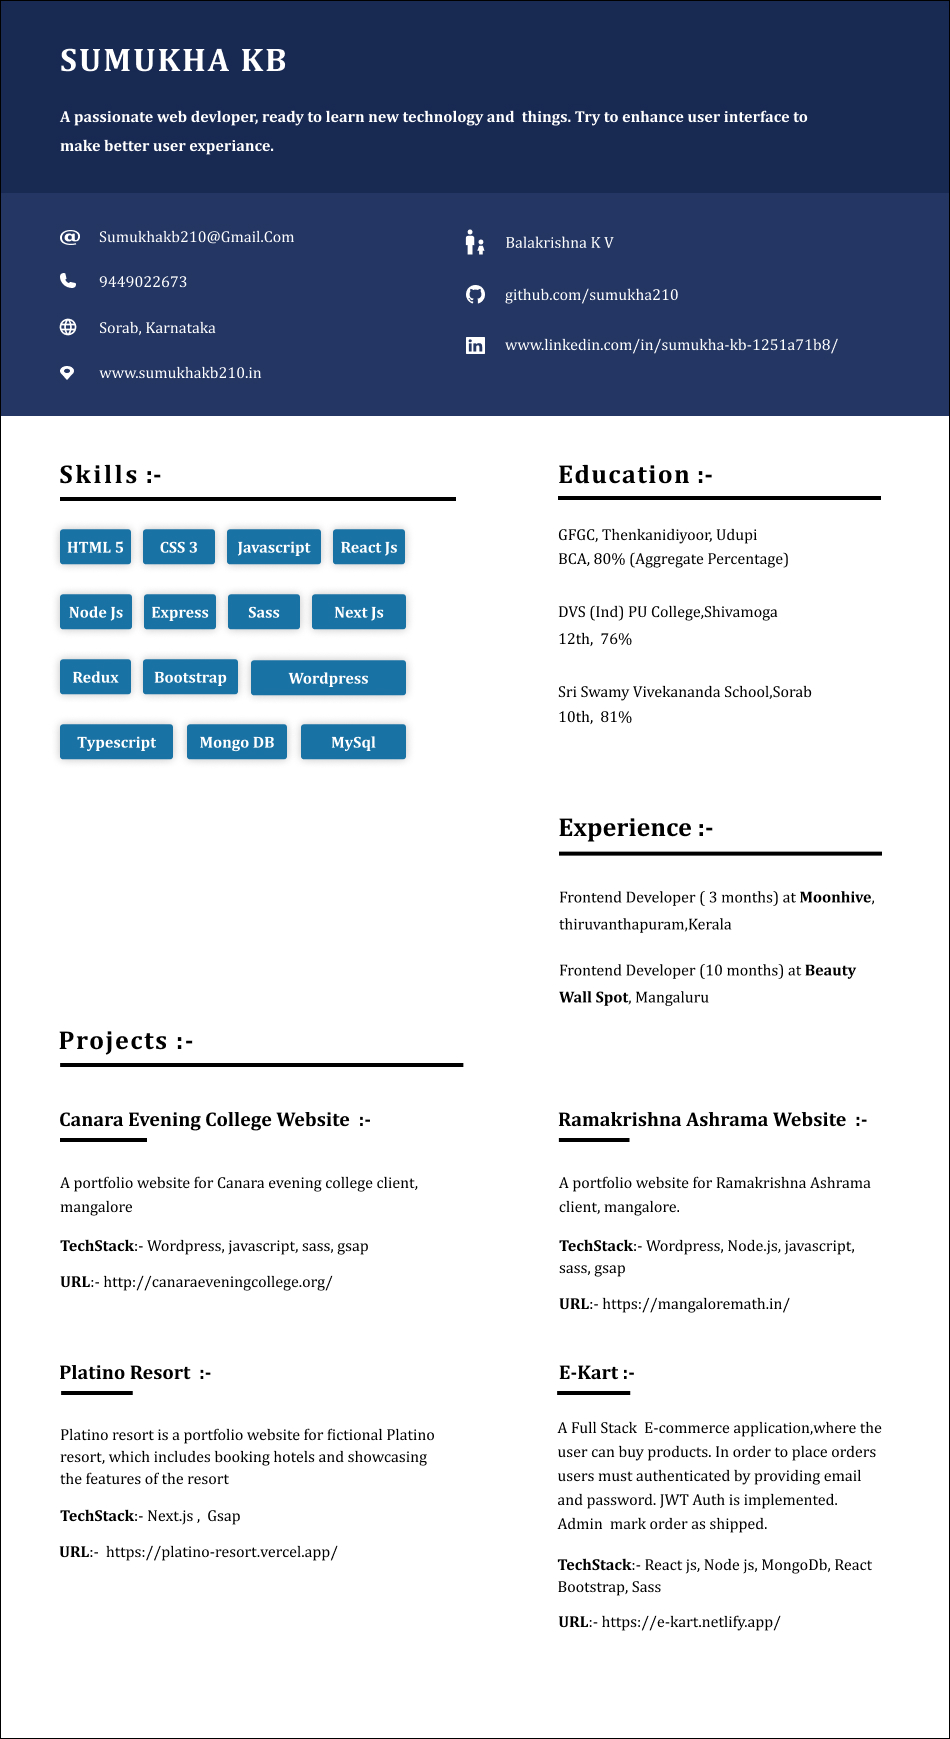 SUMUKHA KB
A passionate web devloper, ready to learn new technology and  things. Try to enhance user interface to
make better user experiance.
Sumukhakb210@Gmail.Com
9449022673
Sorab, Karnataka
www.sumukhakb210.in
Balakrishna K V
github.com/sumukha210
www.linkedin.com/in/sumukha-kb-1251a71b8/
Skills :-
HTML 5 CSS 3 Javascript React Js
Node Js Express Sass Next Js
Redux Bootstrap Wordpress
Typescript Mongo DB MySql
Education :-
GFGC, Thenkanidiyoor, Udupi
BCA, 80% (Aggregate Percentage)
DVS (Ind) PU College,Shivamoga
12th,  76%
Sri Swamy Vivekananda School,Sorab
10th,  81%
Experience :-
Frontend Developer ( 3 months) at Moonhive,
thiruvanthapuram,Kerala
Frontend Developer (10 months) at Beauty
Wall Spot, Mangaluru
Projects :-
Canara Evening College Website  :-
A portfolio website for Canara evening college client,
mangalore
TechStack:- Wordpress, javascript, sass, gsap
URL:- http://canaraeveningcollege.org/
Ramakrishna Ashrama Website  :-
A portfolio website for Ramakrishna Ashrama
client, mangalore.
TechStack:- Wordpress, Node.js, javascript,
sass, gsap
URL:- https://mangaloremath.in/
Platino Resort  :-
Platino resort is a portfolio website for fictional Platino
resort, which includes booking hotels and showcasing
the features of the resort
TechStack:- Next.js ,  Gsap
URL:-  https://platino-resort.vercel.app/
E-Kart :-
A Full Stack  E-commerce application,where the
user can buy products. In order to place orders
users must authenticated by providing email
and password. JWT Auth is implemented.
Admin  mark order as shipped.
TechStack:- React js, Node js, MongoDb, React
Bootstrap, Sass
URL:- https://e-kart.netlify.app/